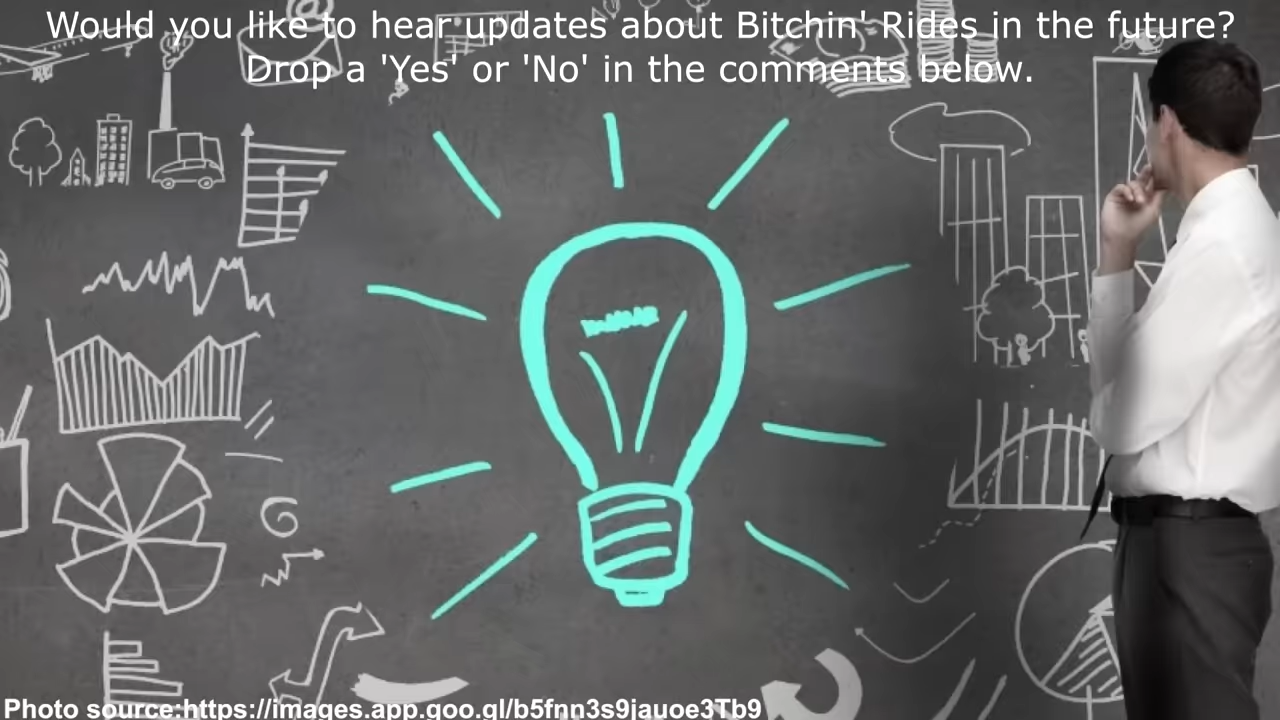 Would you like to hear updates about Bitchin' Rides in the future?
Drop a 'Yes' or 'No' in the comments below.
Photo source:https://images.app.goo.gl/b5fnn3s9jauoe3Tb9